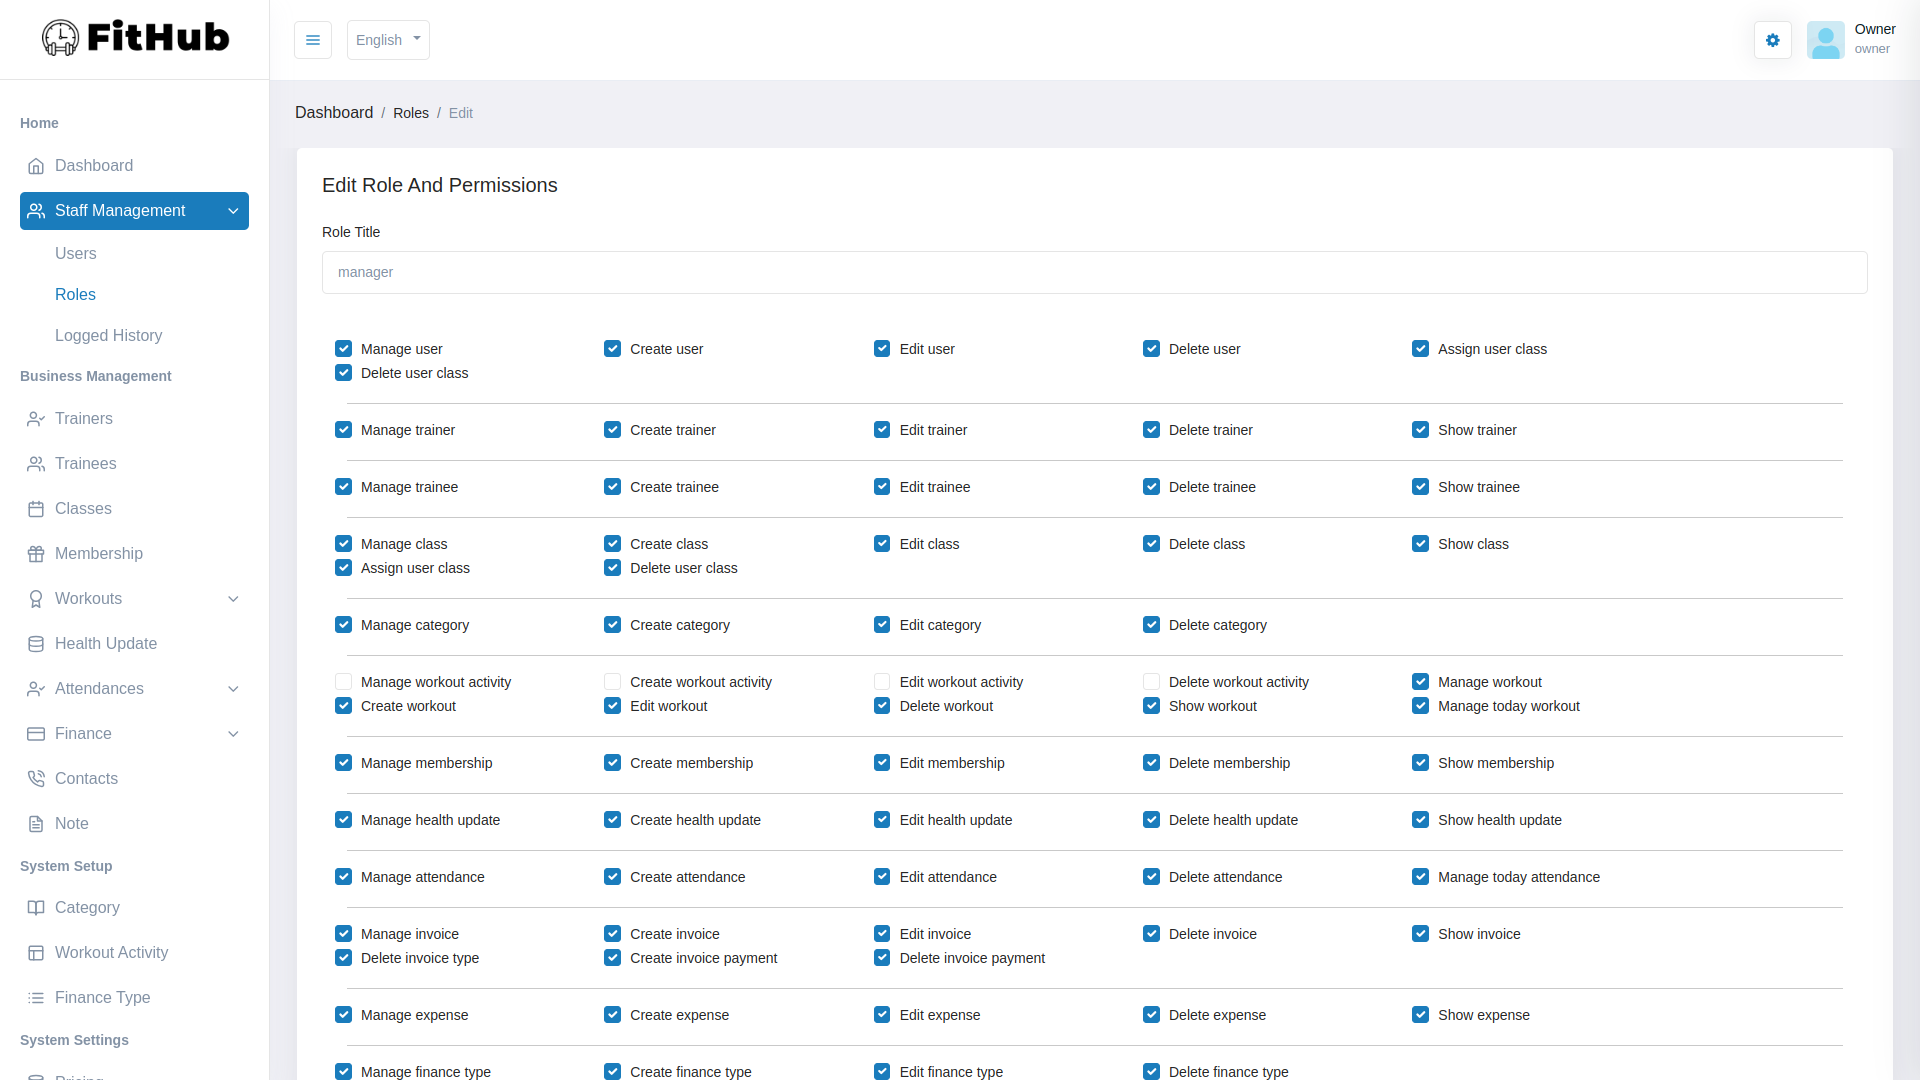 FitHub
English
Owner
owner
Home
Dashboard
Staff Management
Users
Roles
Logged History
Business Management
Trainers
Trainees
Classes
Membership
Workouts
Health Update
Attendances
Finance
Contacts
Note
System Setup
Category
Workout Activity
Finance Type
System Settings
Pricing
Dashboard / Roles / Edit
Edit Role And Permissions
Role Title
manager
Manage user Create user Edit user Delete user Assign user class
Delete user class
Manage trainer Create trainer Edit trainer Delete trainer Show trainer
Manage trainee Create trainee Edit trainee Delete trainee Show trainee
Manage class Create class Edit class Delete class Show class
Assign user class Delete user class
Manage category Create category Edit category Delete category
Manage workout activity Create workout activity Edit workout activity Delete workout activity Manage workout
Create workout Edit workout Delete workout Show workout Manage today workout
Manage membership Create membership Edit membership Delete membership Show membership
Manage health update Create health update Edit health update Delete health update Show health update
Manage attendance Create attendance Edit attendance Delete attendance Manage today attendance
Manage invoice Create invoice Edit invoice Delete invoice Show invoice
Delete invoice type Create invoice payment Delete invoice payment
Manage expense Create expense Edit expense Delete expense Show expense
Manage finance type Create finance type Edit finance type Delete finance type